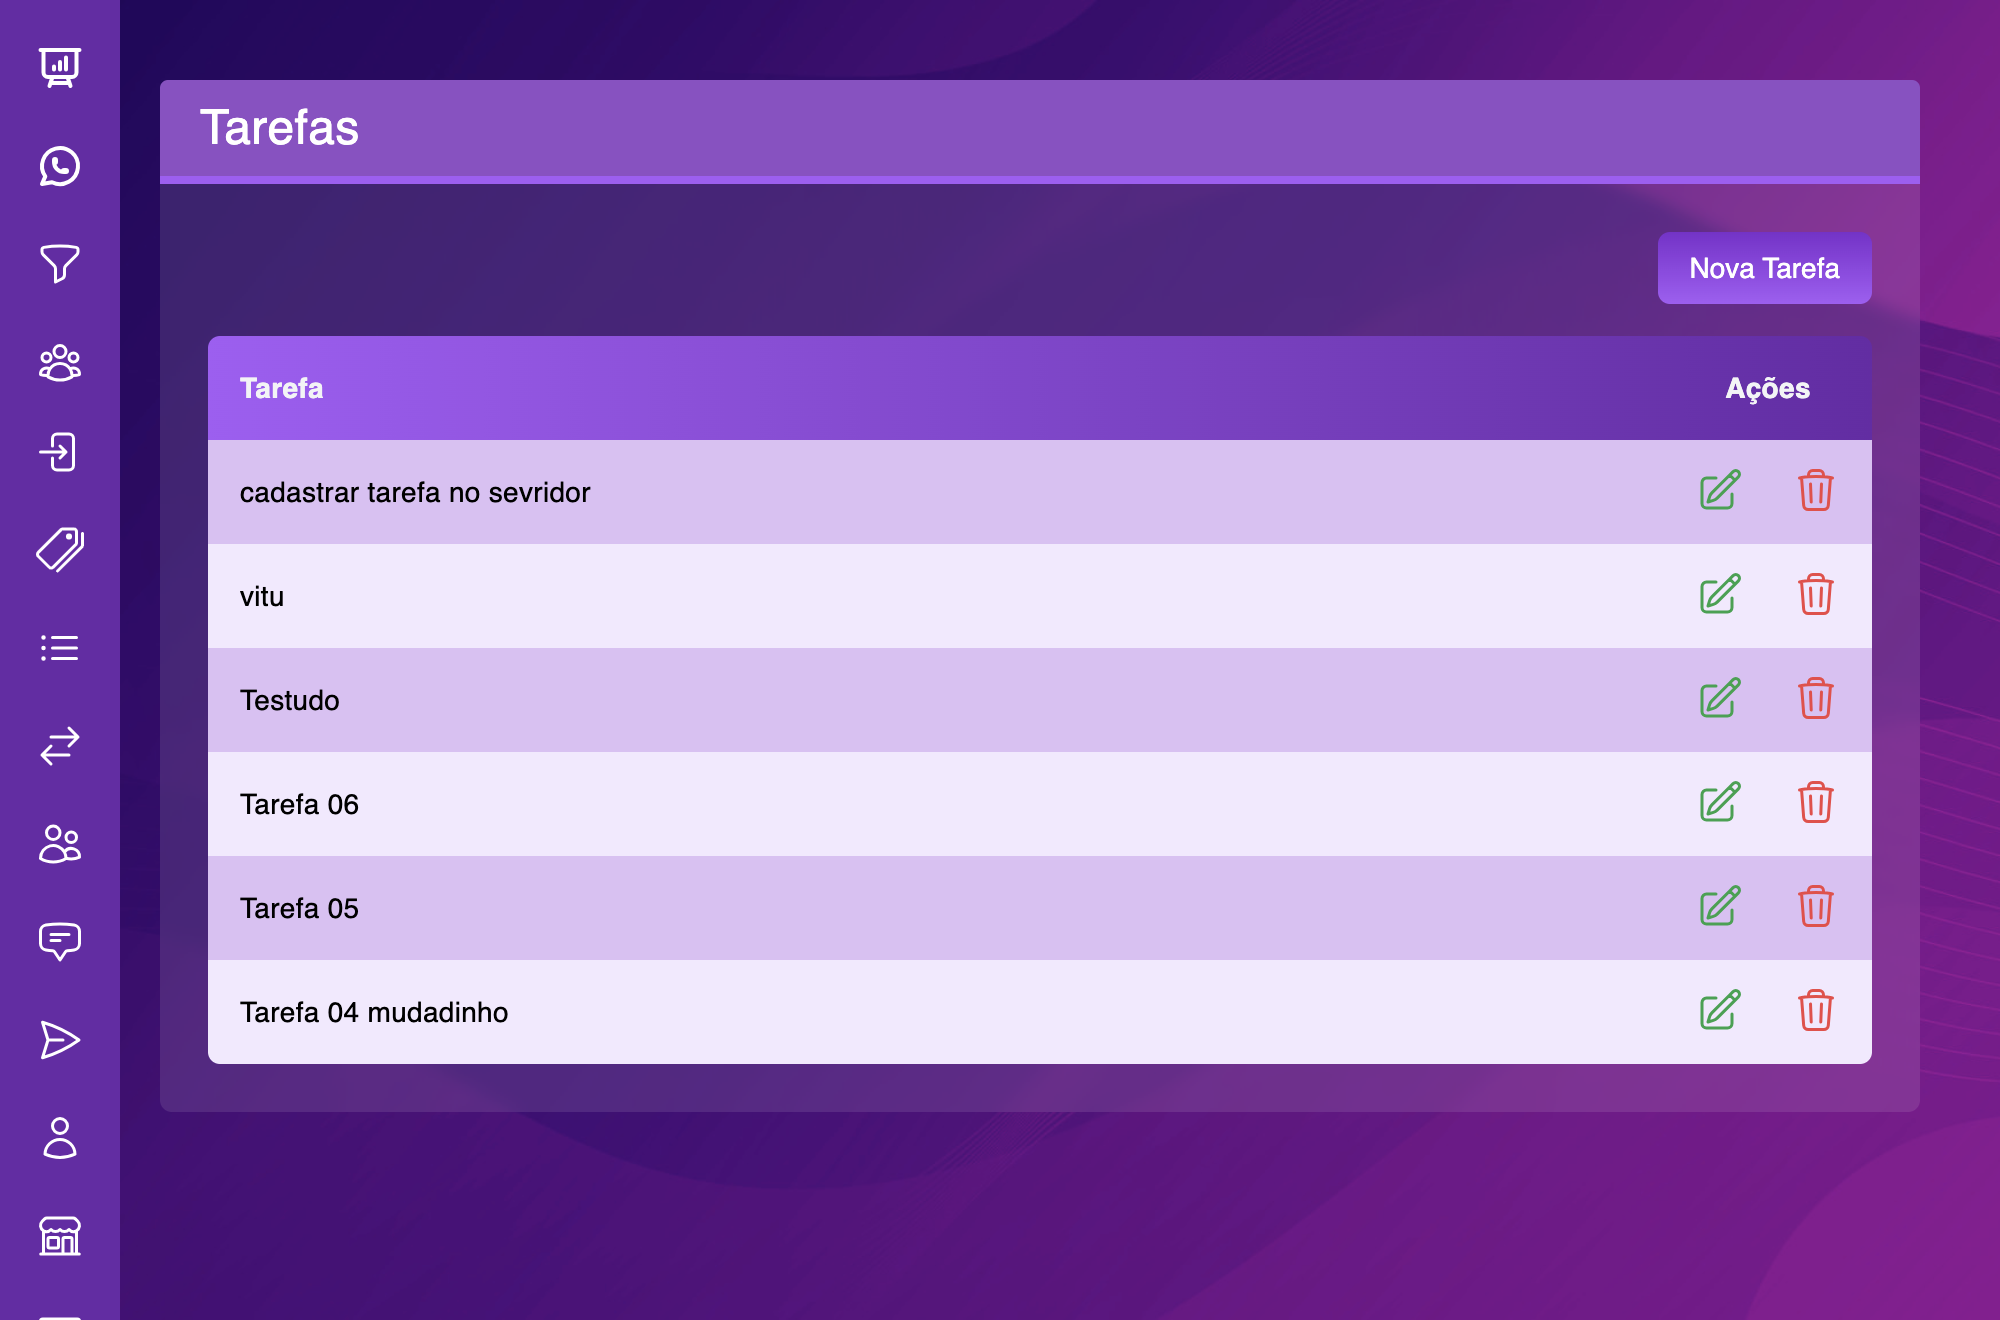 Tarefas
Nova Tarefa
Tarefa Ações
cadastrar tarefa no sevridor
vitu
Testudo
Tarefa 06
Tarefa 05
Tarefa 04 mudadinho